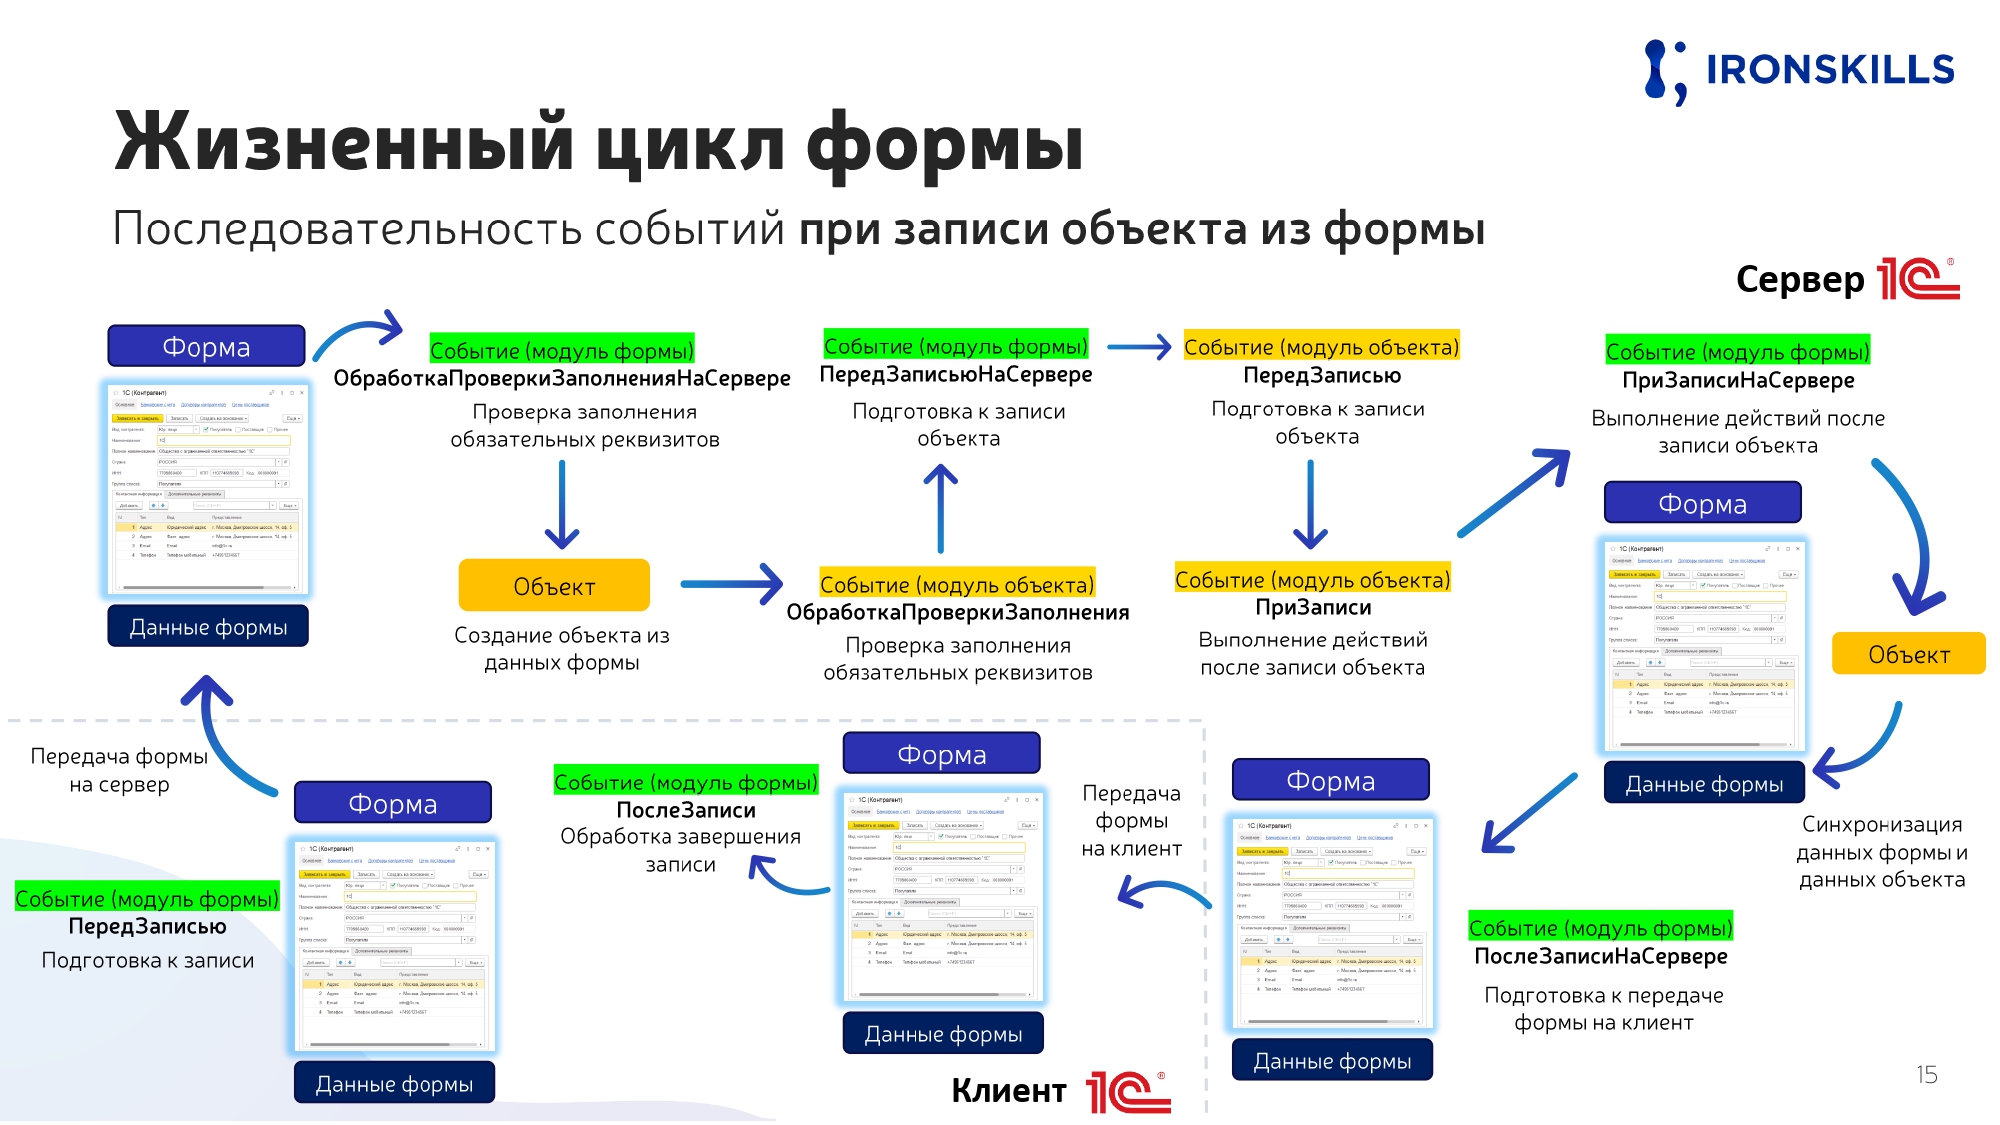 IRONSKILLS
Жизненный цикл формы
Последовательность событий при записи объекта из формы
Сервер 1С
Форма
Данные формы
Событие (модуль формы)
ОбработкаПроверкиЗаполненияНаСервере
Проверка заполнения
обязательных реквизитов
Объект
Создание объекта из
данных формы
Событие (модуль объекта)
ОбработкаПроверкиЗаполнения
Проверка заполнения
обязательных реквизитов
Событие (модуль формы)
ПередЗаписьюНаСервере
Подготовка к записи
объекта
Событие (модуль объекта)
ПередЗаписью
Подготовка к записи
объекта
Событие (модуль объекта)
ПриЗаписи
Выполнение действий
после записи объекта
Событие (модуль формы)
ПриЗаписиНаСервере
Выполнение действий после
записи объекта
Форма
Данные формы
Объект
Синхронизация
данных формы и
данных объекта
Событие (модуль формы)
ПослеЗаписиНаСервере
Подготовка к передаче
формы на клиент
Форма
Данные формы
Передача
формы
на клиент
Форма
Данные формы
Событие (модуль формы)
ПослеЗаписи
Обработка завершения
записи
Передача формы
на сервер
Форма
1С (Контрагент)
Данные формы
Событие (модуль формы)
ПередЗаписью
Подготовка к записи
Клиент 1С
15